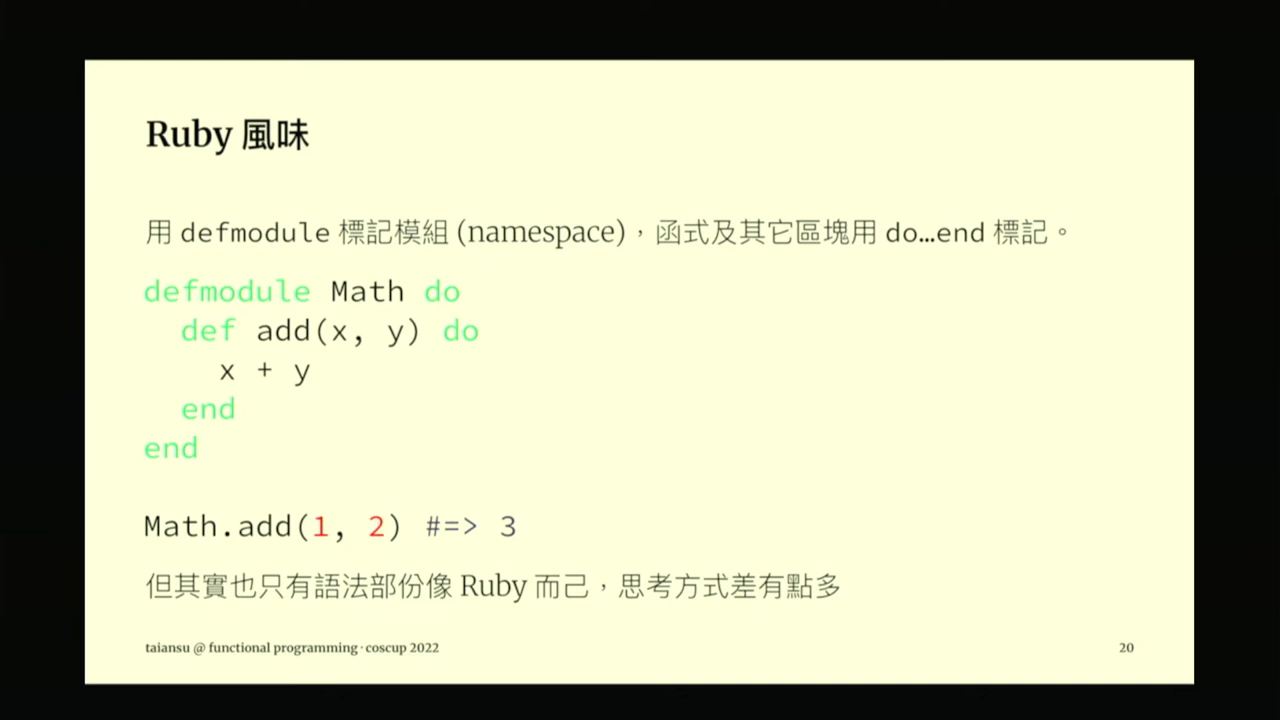 Ruby 風味
用 defmodule 標記模組 (namespace)，函式及其它區塊用 do…end 標記。
defmodule Math do
  def add(x, y) do
    x + y
  end
end
Math.add(1, 2) #=> 3
但其實也只有語法部份像 Ruby 而己，思考方式差有點多
taiansu @ functional programming · coscup 2022
20